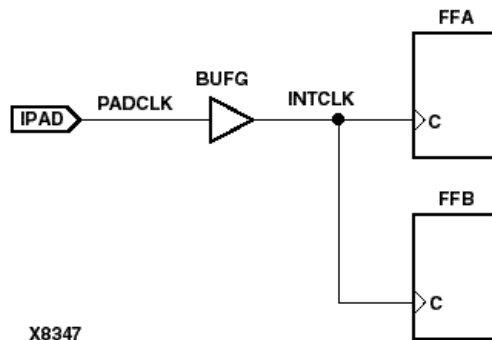 FFA
BUFG
PADCLK
INTCLK
IPAD
C
FFB
C
X8347